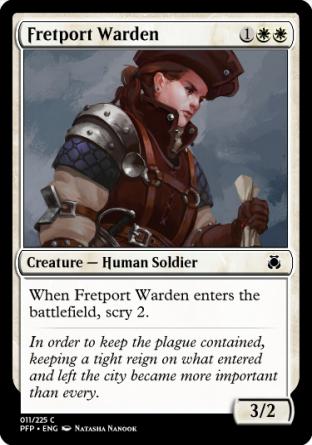 Fretport Warden 1
Creature — Human Soldier
When Fretport Warden enters the
battlefield, scry 2.
In order to keep the plague contained,
keeping a tight reign on what entered
and left the city became more important
than every.
3/2
011/225 C
PFP • ENG Natasha Nanook